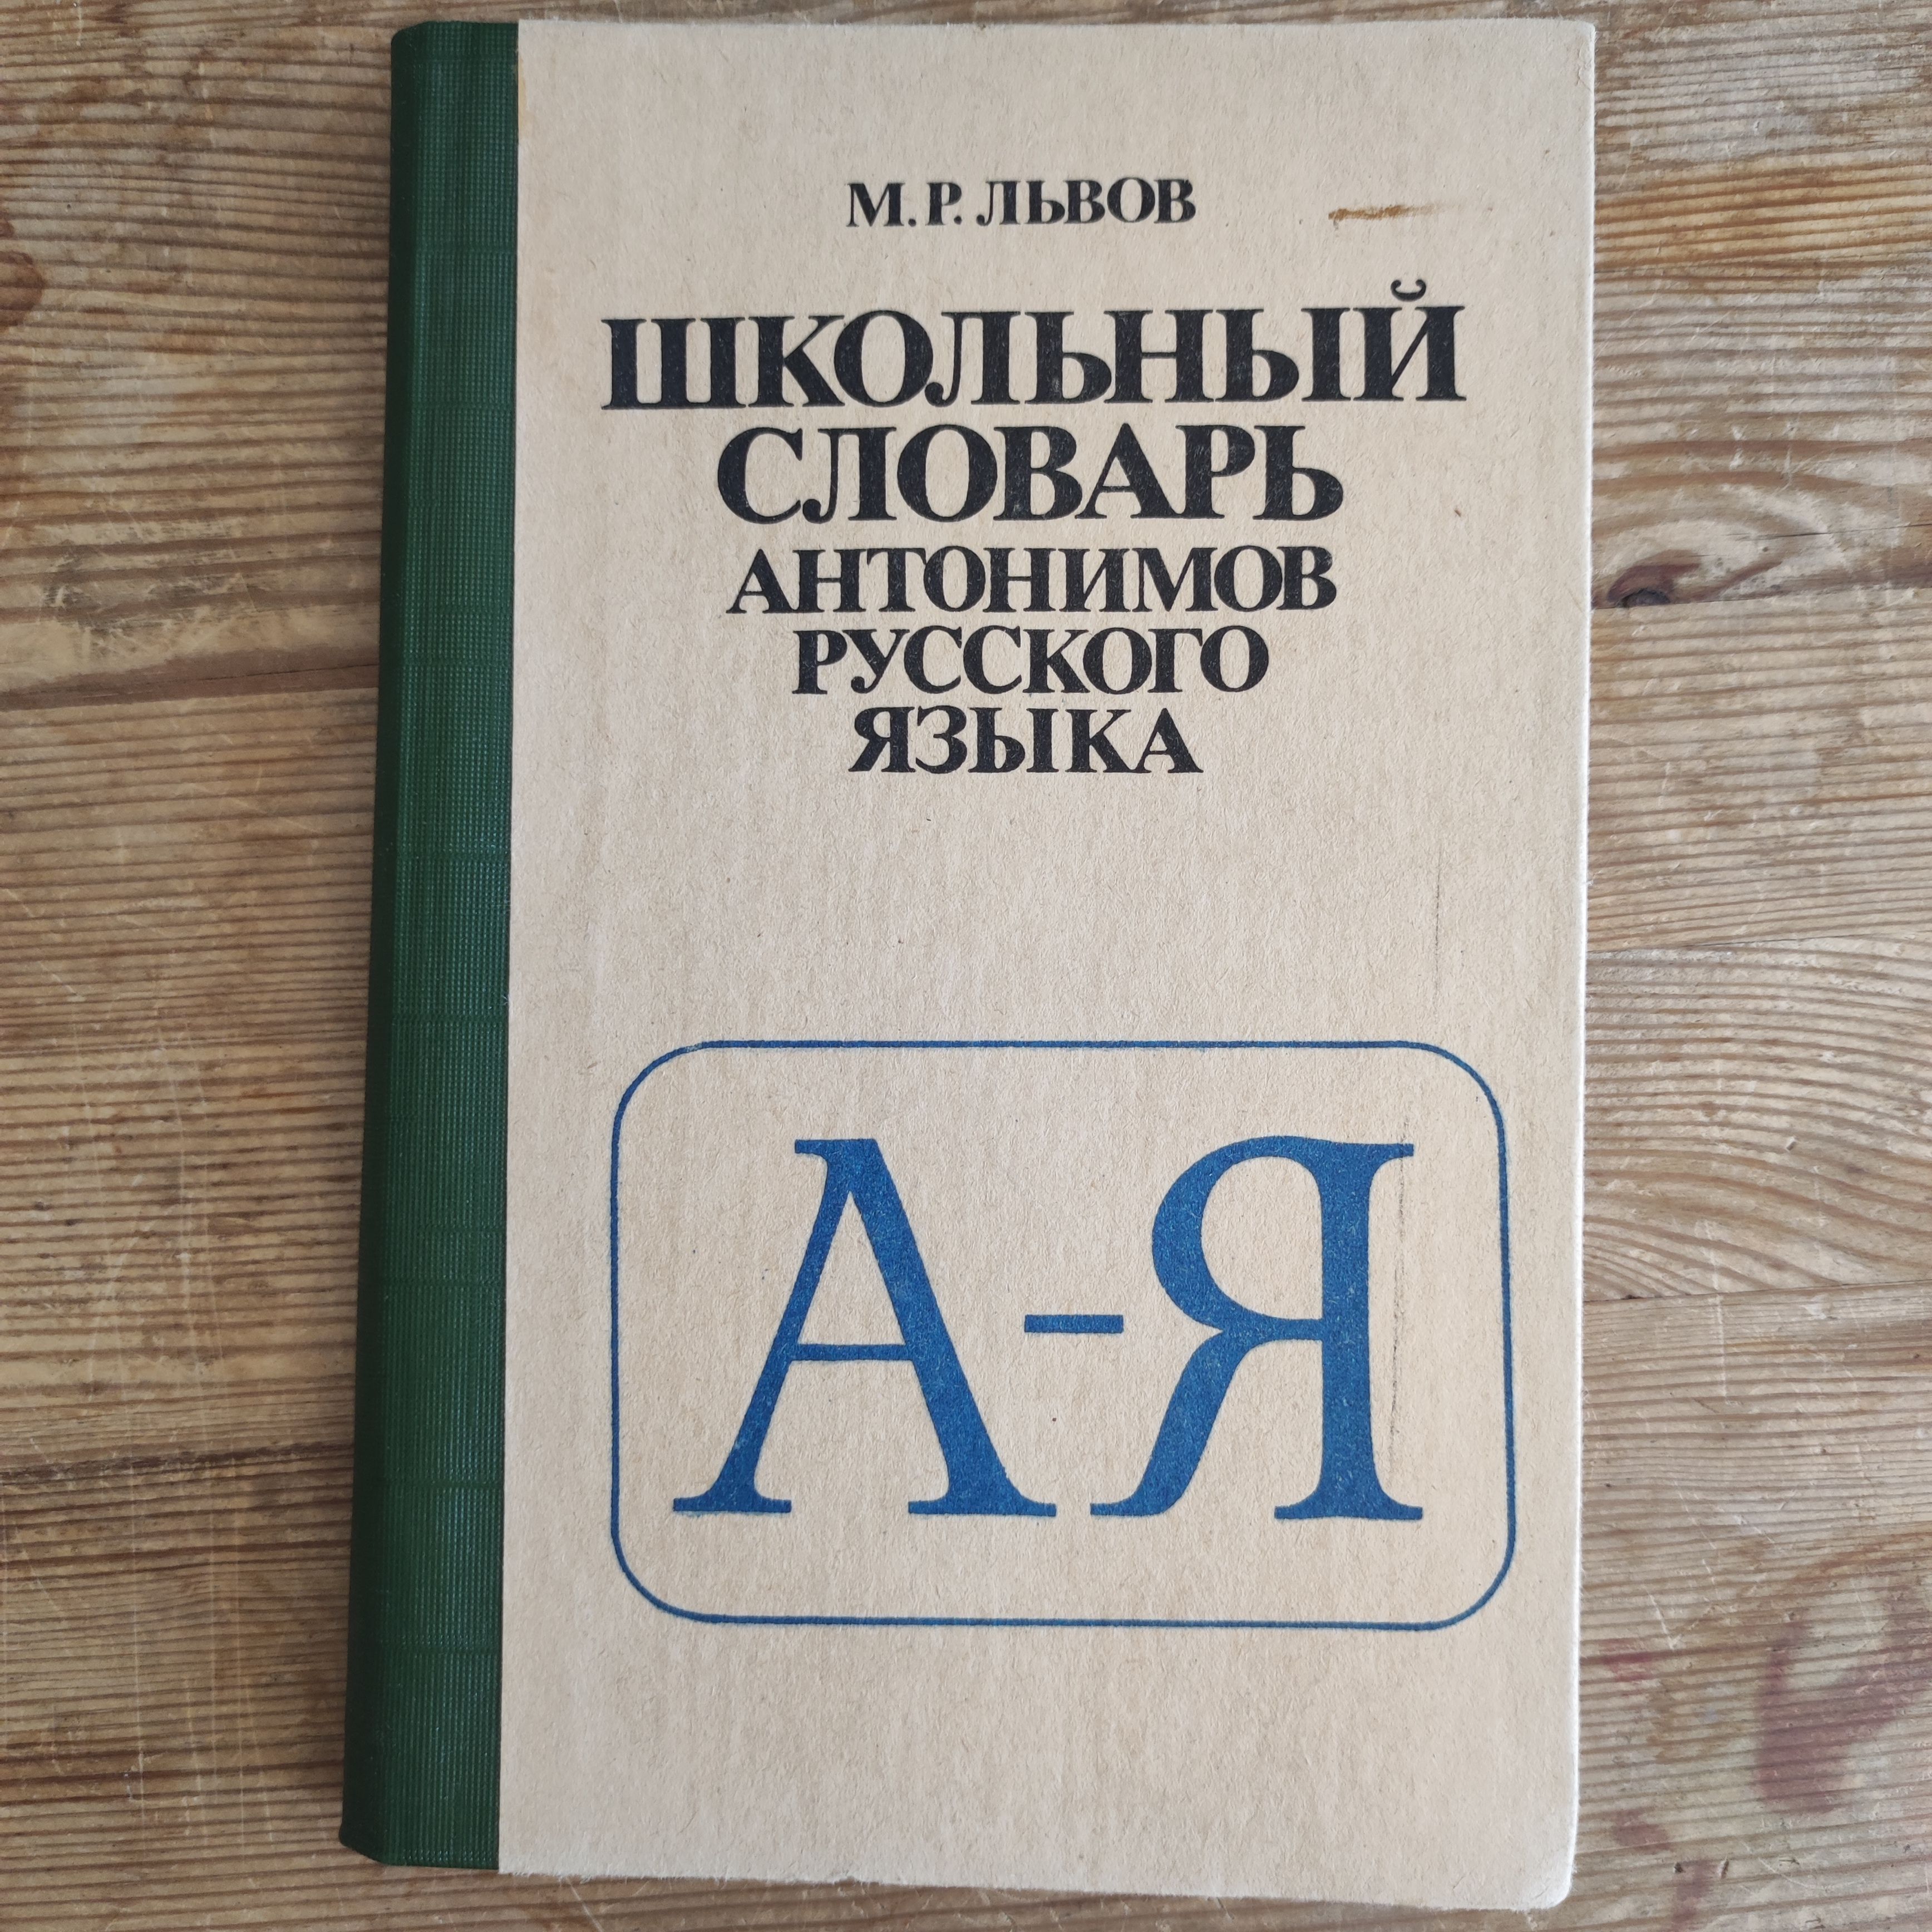 М.Р. ЛЬВОВ
ШКОЛЬНЫЙ
СЛОВАРЬ
АНТОНИМОВ
РУССКОГО
ЯЗЫКА
А-Я